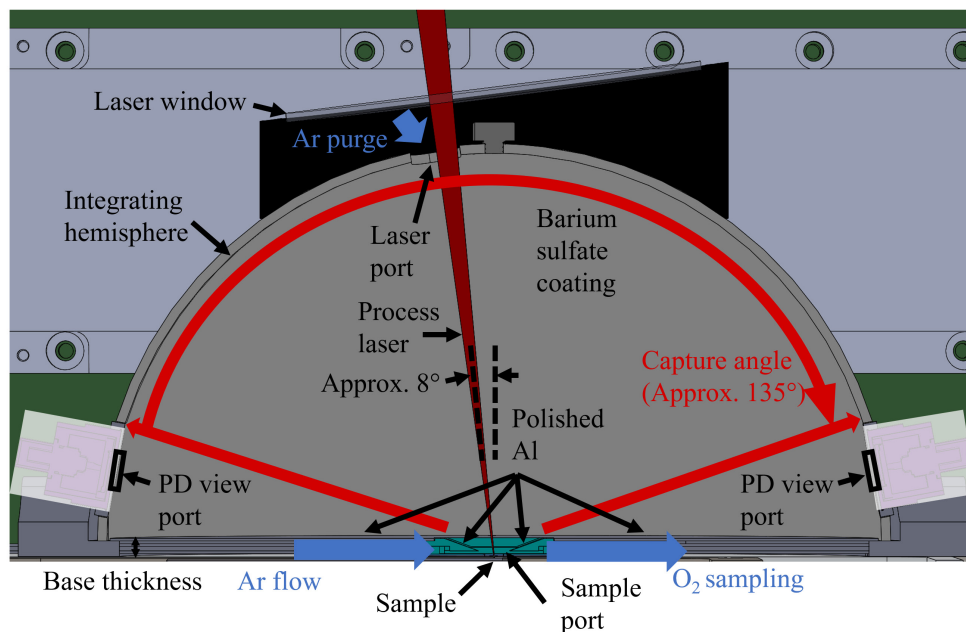 Laser window
Ar purge
Integrating
hemisphere
Laser
port
Barium
sulfate
coating
Process
laser
Approx. 8°
Capture angle
(Approx. 135°)
Polished
Al
PD view
port
PD view
port
Base thickness
Ar flow
Sample
Sample
port
O₂ sampling